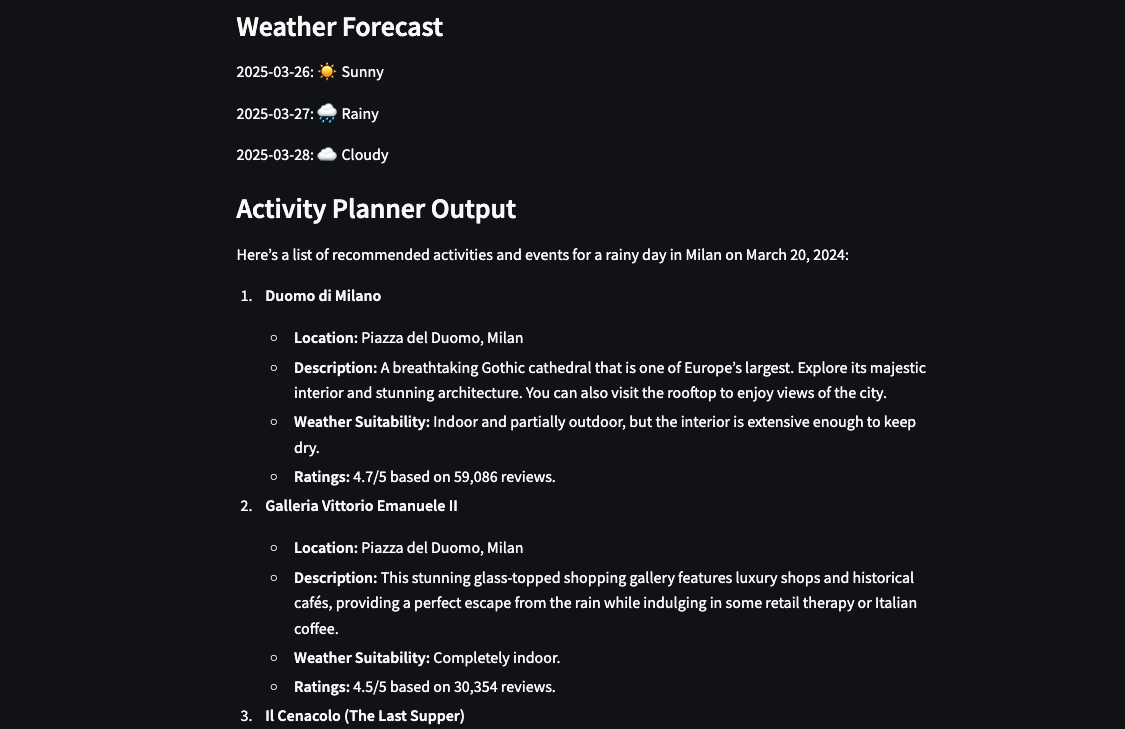 Weather Forecast
2025-03-26: ☀️ Sunny
2025-03-27: 🌧️ Rainy
2025-03-28: ☁️ Cloudy
Activity Planner Output
Here’s a list of recommended activities and events for a rainy day in Milan on March 20, 2024:
1. Duomo di Milano
○ Location: Piazza del Duomo, Milan
○ Description: A breathtaking Gothic cathedral that is one of Europe’s largest. Explore its majestic
interior and stunning architecture. You can also visit the rooftop to enjoy views of the city.
○ Weather Suitability: Indoor and partially outdoor, but the interior is extensive enough to keep
dry.
○ Ratings: 4.7/5 based on 59,086 reviews.
2. Galleria Vittorio Emanuele II
○ Location: Piazza del Duomo, Milan
○ Description: This stunning glass-topped shopping gallery features luxury shops and historical
cafés, providing a perfect escape from the rain while indulging in some retail therapy or Italian
coffee.
○ Weather Suitability: Completely indoor.
○ Ratings: 4.5/5 based on 30,354 reviews.
3. Il Cenacolo (The Last Supper)